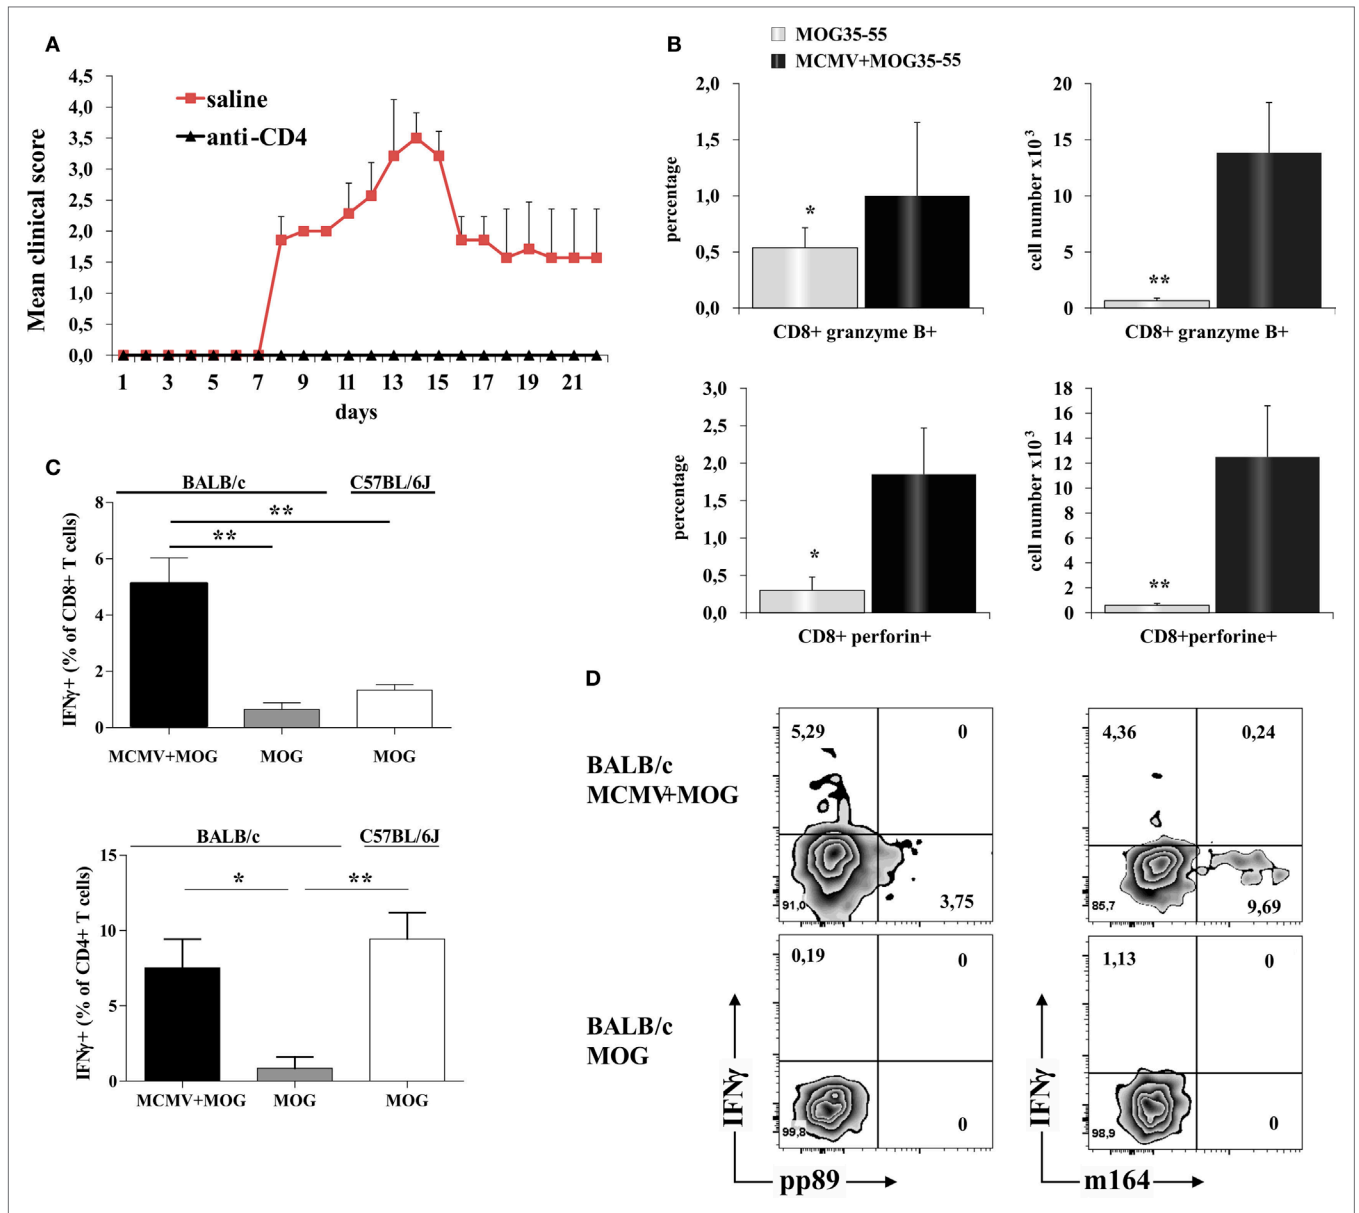 A
4,5
4,0
3,5
3,0
2,5
2,0
1,5
1,0
0,5
0,0
Mean clinical score
saline
anti-CD4
1 3 5 7 9 11 13 15 17 19 21
days
B
MOG35-55
MCMV+MOG35-55
2,0
1,5
1,0
0,5
0,0
percentage
*
CD8+ granzyme B+
20
15
10
5
0
cell number x10³
**
CD8+ granzyme B+
3,0
2,5
2,0
1,5
1,0
0,5
0,0
percentage
*
CD8+ perforin+
18
16
14
12
10
8
6
4
2
0
cell number x10³
**
CD8+perforine+
C
BALB/c C57BL/6J
8
6
4
2
0
IFNγ+ (% of CD8+ T cells)
**
**
MCMV+MOG MOG MOG
BALB/c C57BL/6J
15
10
5
0
IFNγ+ (% of CD4+ T cells)
* **
MCMV+MOG MOG MOG
D
BALB/c
MCMV+MOG
5,29 0
91,0 3,75
4,36 0,24
85,7 9,69
BALB/c
MOG
0,19 0
99,8 0
1,13 0
98,9 0
IFNγ
pp89
IFNγ
m164